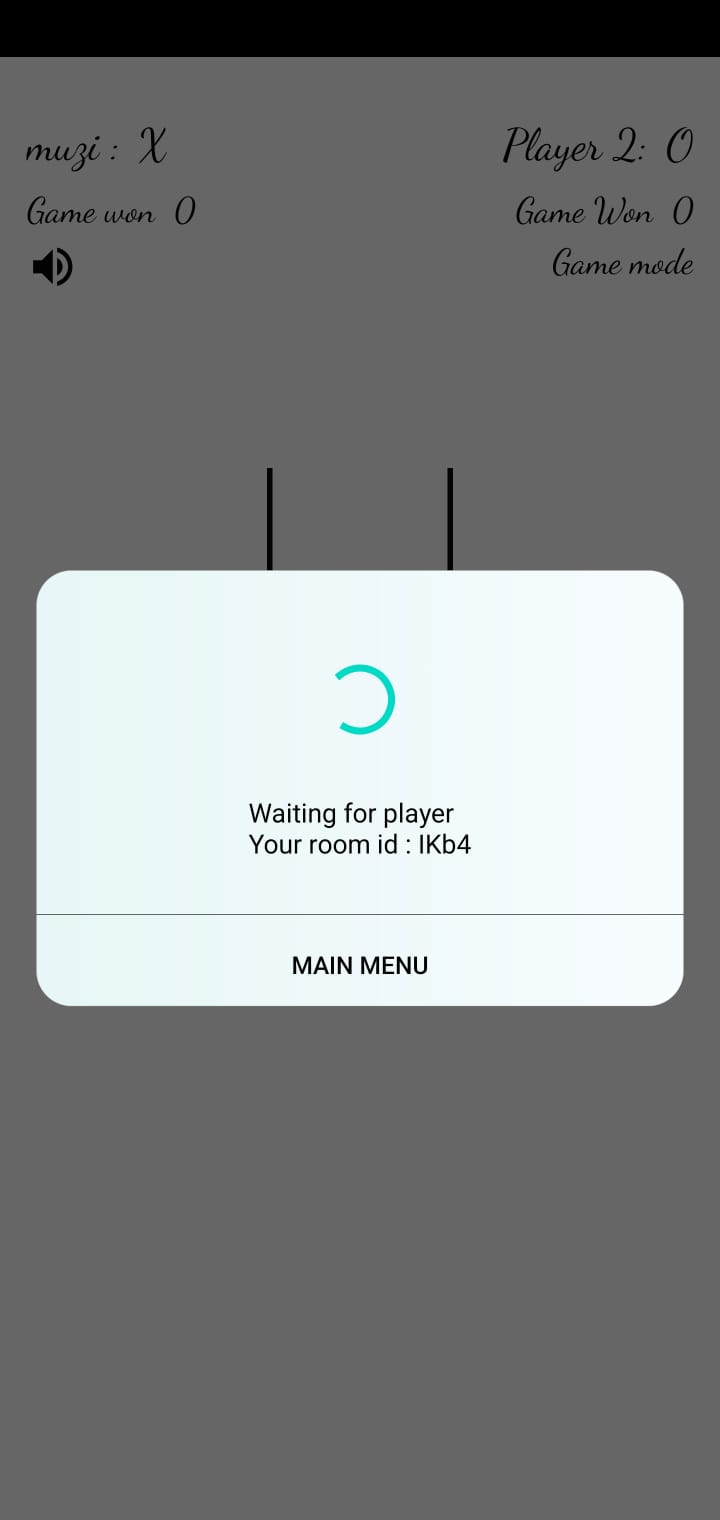 muzi : X
Player 2: O
Game won 0
Game Won 0
Game mode
Waiting for player
Your room id : IKb4
MAIN MENU